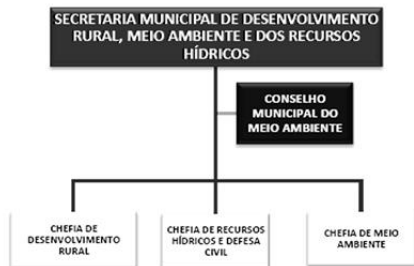 SECRETARIA MUNICIPAL DE DESENVOLVIMENTO
RURAL, MEIO AMBIENTE E DOS RECURSOS
HÍDRICOS
CONSELHO
MUNICIPAL DO
MEIO AMBIENTE
CHEFIA DE
DESENVOLVIMENTO
RURAL
CHEFIA DE RECURSOS
HÍDRICOS E DEFESA
CIVIL
CHEFIA DE MEIO
AMBIENTE